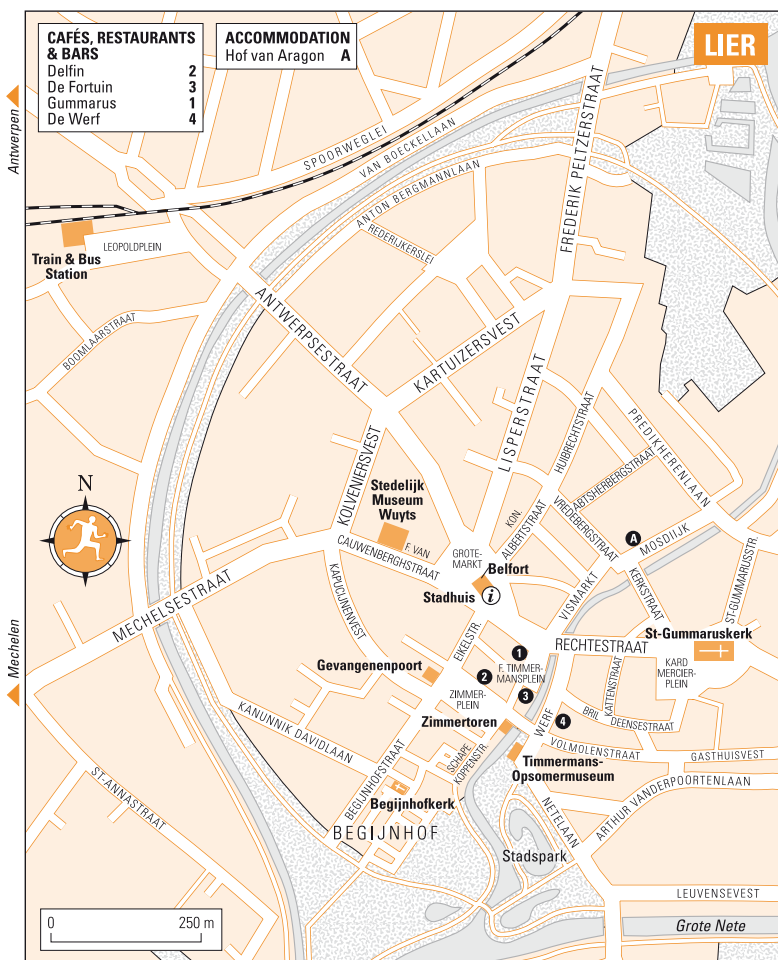 CAFÉS, RESTAURANTS
& BARS
Delfin 2
De Fortuin 3
Gummarus 1
De Werf 4
ACCOMMODATION
Hof van Aragon A
LIER
Antwerpen
SPOORWEGLEI
VAN BOECKELLAAN
ANTON BERGMANNLAAN
FREDERIK PELTZERSTRAAT
REDERIJKERSLEI
LEOPOLDPLEIN
Train & Bus
Station
BOOMLAARSTRAAT
ANTWERPSESTRAAT
KARTUIZERSVEST
LISPERSTRAAT
HUIBRECHTSTRAAT
PREDIKHERENLAAN
ABTSHERBERGSTRAAT
VREDEBERGSTRAAT
KOLVENIERSVEST
Stedelijk
Museum
Wuyts
N
F. VAN
CAUWENBERGHSTRAAT
GROTE-
MARKT
KON.
ALBERTSTRAAT
A
MOSDIJK
Belfort
Stadhuis
i
VISMARKT
KERKSTRAAT
ST-GUMMARUSSTR.
MECHELSESTRAAT
KAPUCIJNENVEST
EIKELSTR.
RECHTESTRAAT
St-Gummaruskerk
Mechelen
Gevangenenpoort
1
F. TIMMER-
MANSPLEIN
2
3
KATTENSTRAAT
KARD
MERCIER-
PLEIN
ZIMMER-
PLEIN
Zimmertoren
WERF
4
BRIL
DEENSESTRAAT
KANUNNIK DAVIDLAAN
SCHAPE
KOPPENSTR.
VOLMOLENSTRAAT
GASTHUISVEST
Timmermans-
Opsomermuseum
ST-ANNASTRAAT
BEGIJNHOFSTRAAT
Begijnhofkerk
NETELAAN
ARTHUR VANDERPOORTENLAAN
BEGIJNHOF
Stadspark
LEUVENSEVEST
0 250 m
Grote Nete